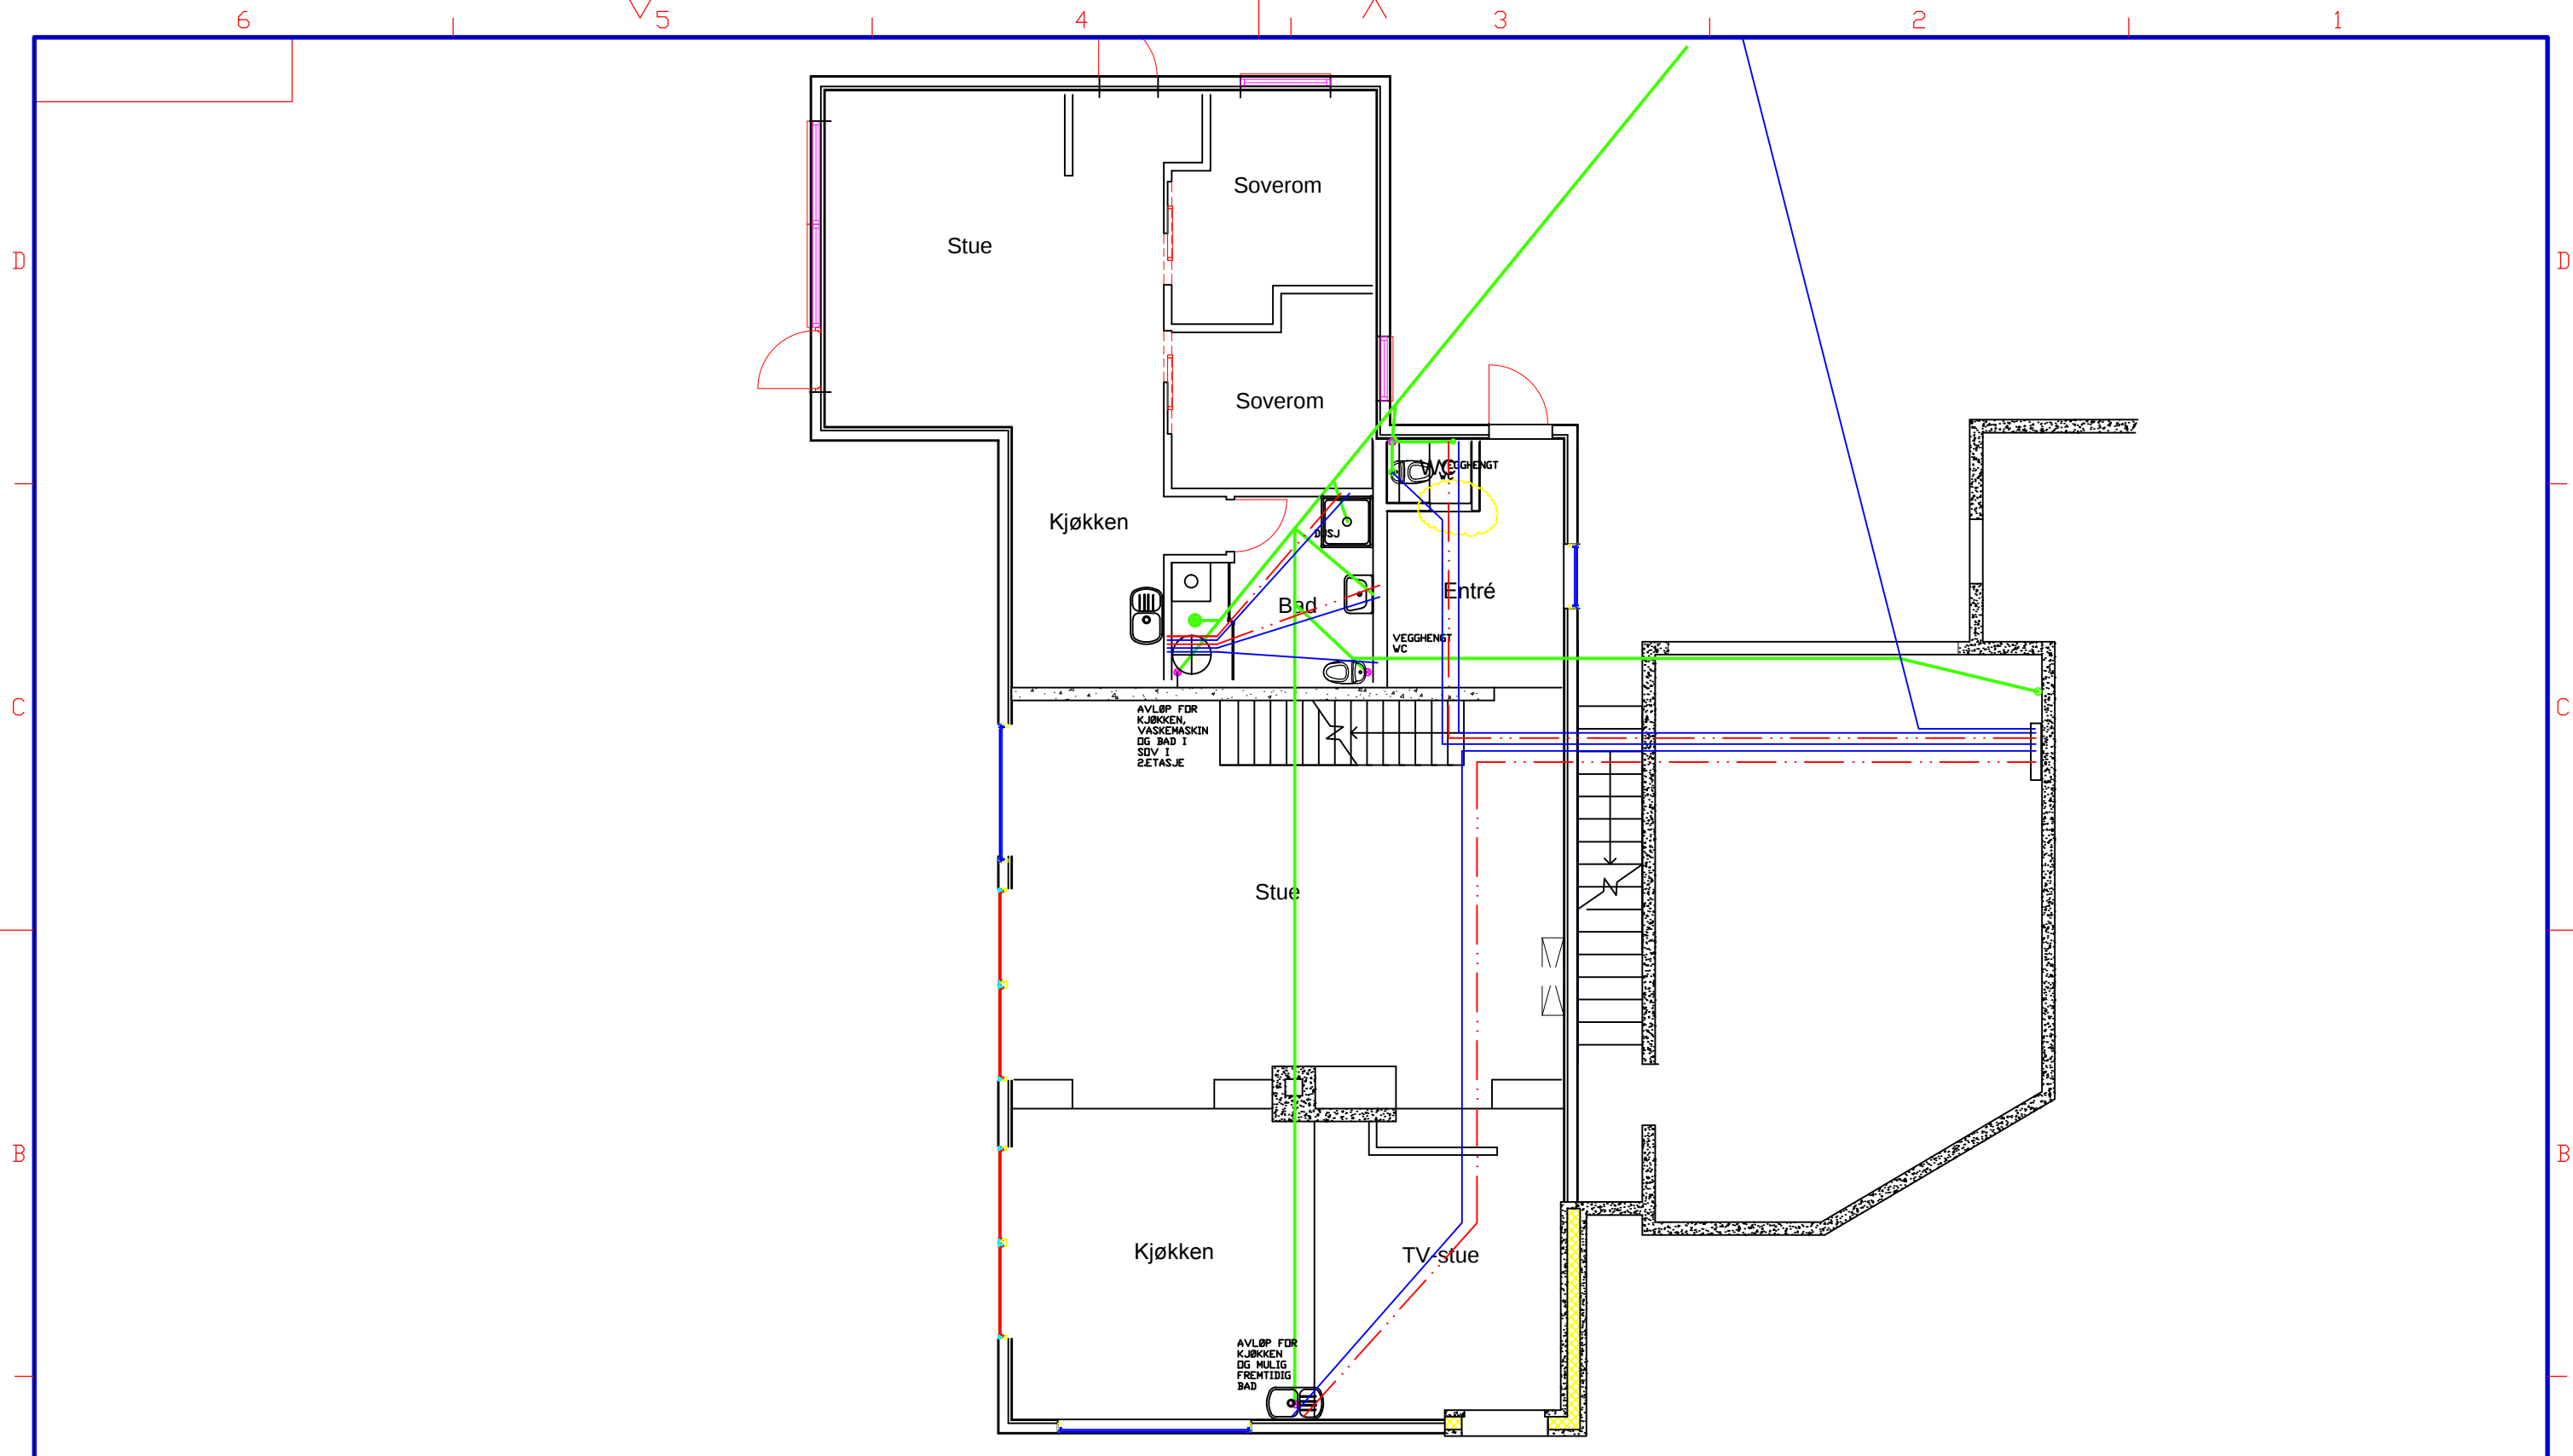 6 5 4 3 2 1
Soverom
Stue
D D
Soverom
WC
VEGGHENGT
WC
Kjøkken
DUSJ
Entré
Bad
VEGGHENGT
WC
C C
AVLØP FOR
KJØKKEN,
VASKEMASKIN
OG BAD I
SOV I
2.ETASJE
Stue
B B
Kjøkken
TV-stue
AVLØP FOR
KJØKKEN
OG MULIG
FREMTIDIG
BAD